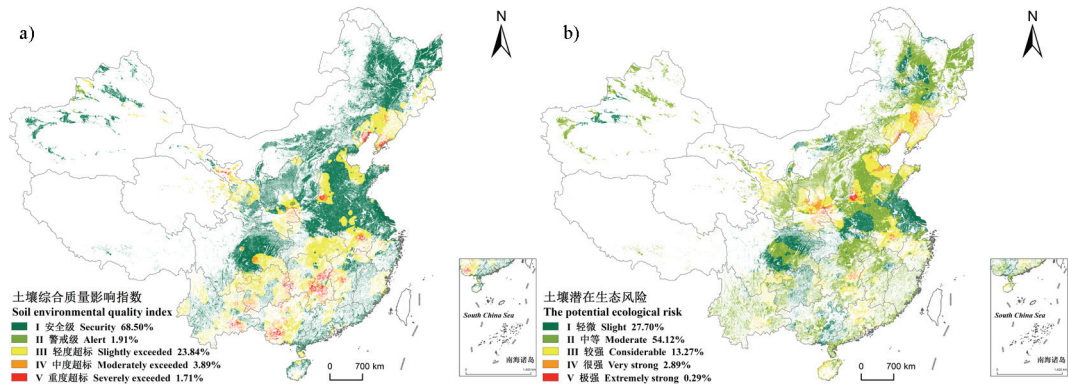 a)
N
土壤综合质量影响指数
Soil environmental quality index
I 安全级 Security 68.50%
II 警戒级 Alert 1.91%
III 轻度超标 Slightly exceeded 23.84%
IV 中度超标 Moderately exceeded 3.89%
V 重度超标 Severely exceeded 1.71%
0 700 km
South China Sea
南海诸岛
b)
N
土壤潜在生态风险
The potential ecological risk
I 轻微 Slight 27.70%
II 中等 Moderate 54.12%
III 较强 Considerable 13.27%
IV 很强 Very strong 2.89%
V 极强 Extremely strong 0.29%
0 700 km
South China Sea
南海诸岛